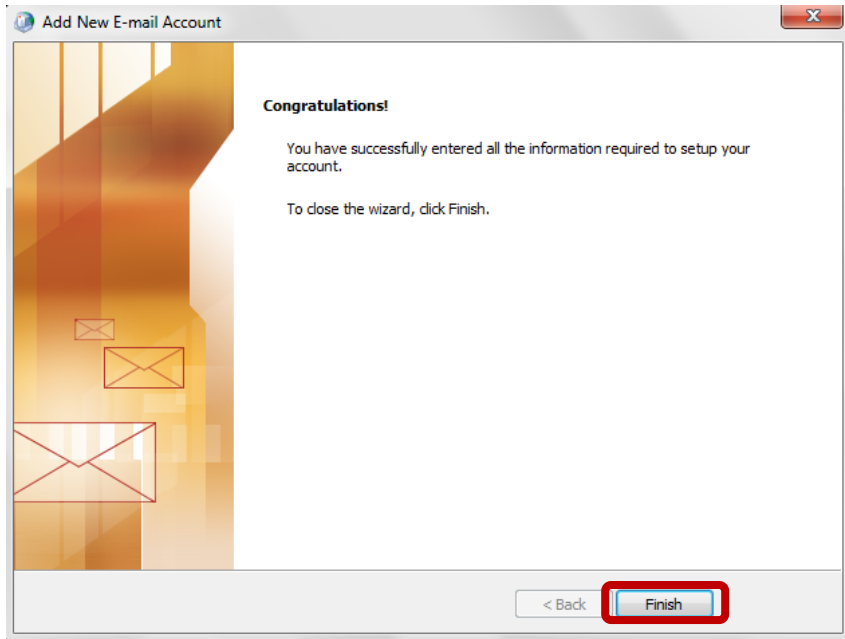 Add New E-mail Account
Congratulations!
You have successfully entered all the information required to setup your
account.
To close the wizard, click Finish.
< Back
Finish